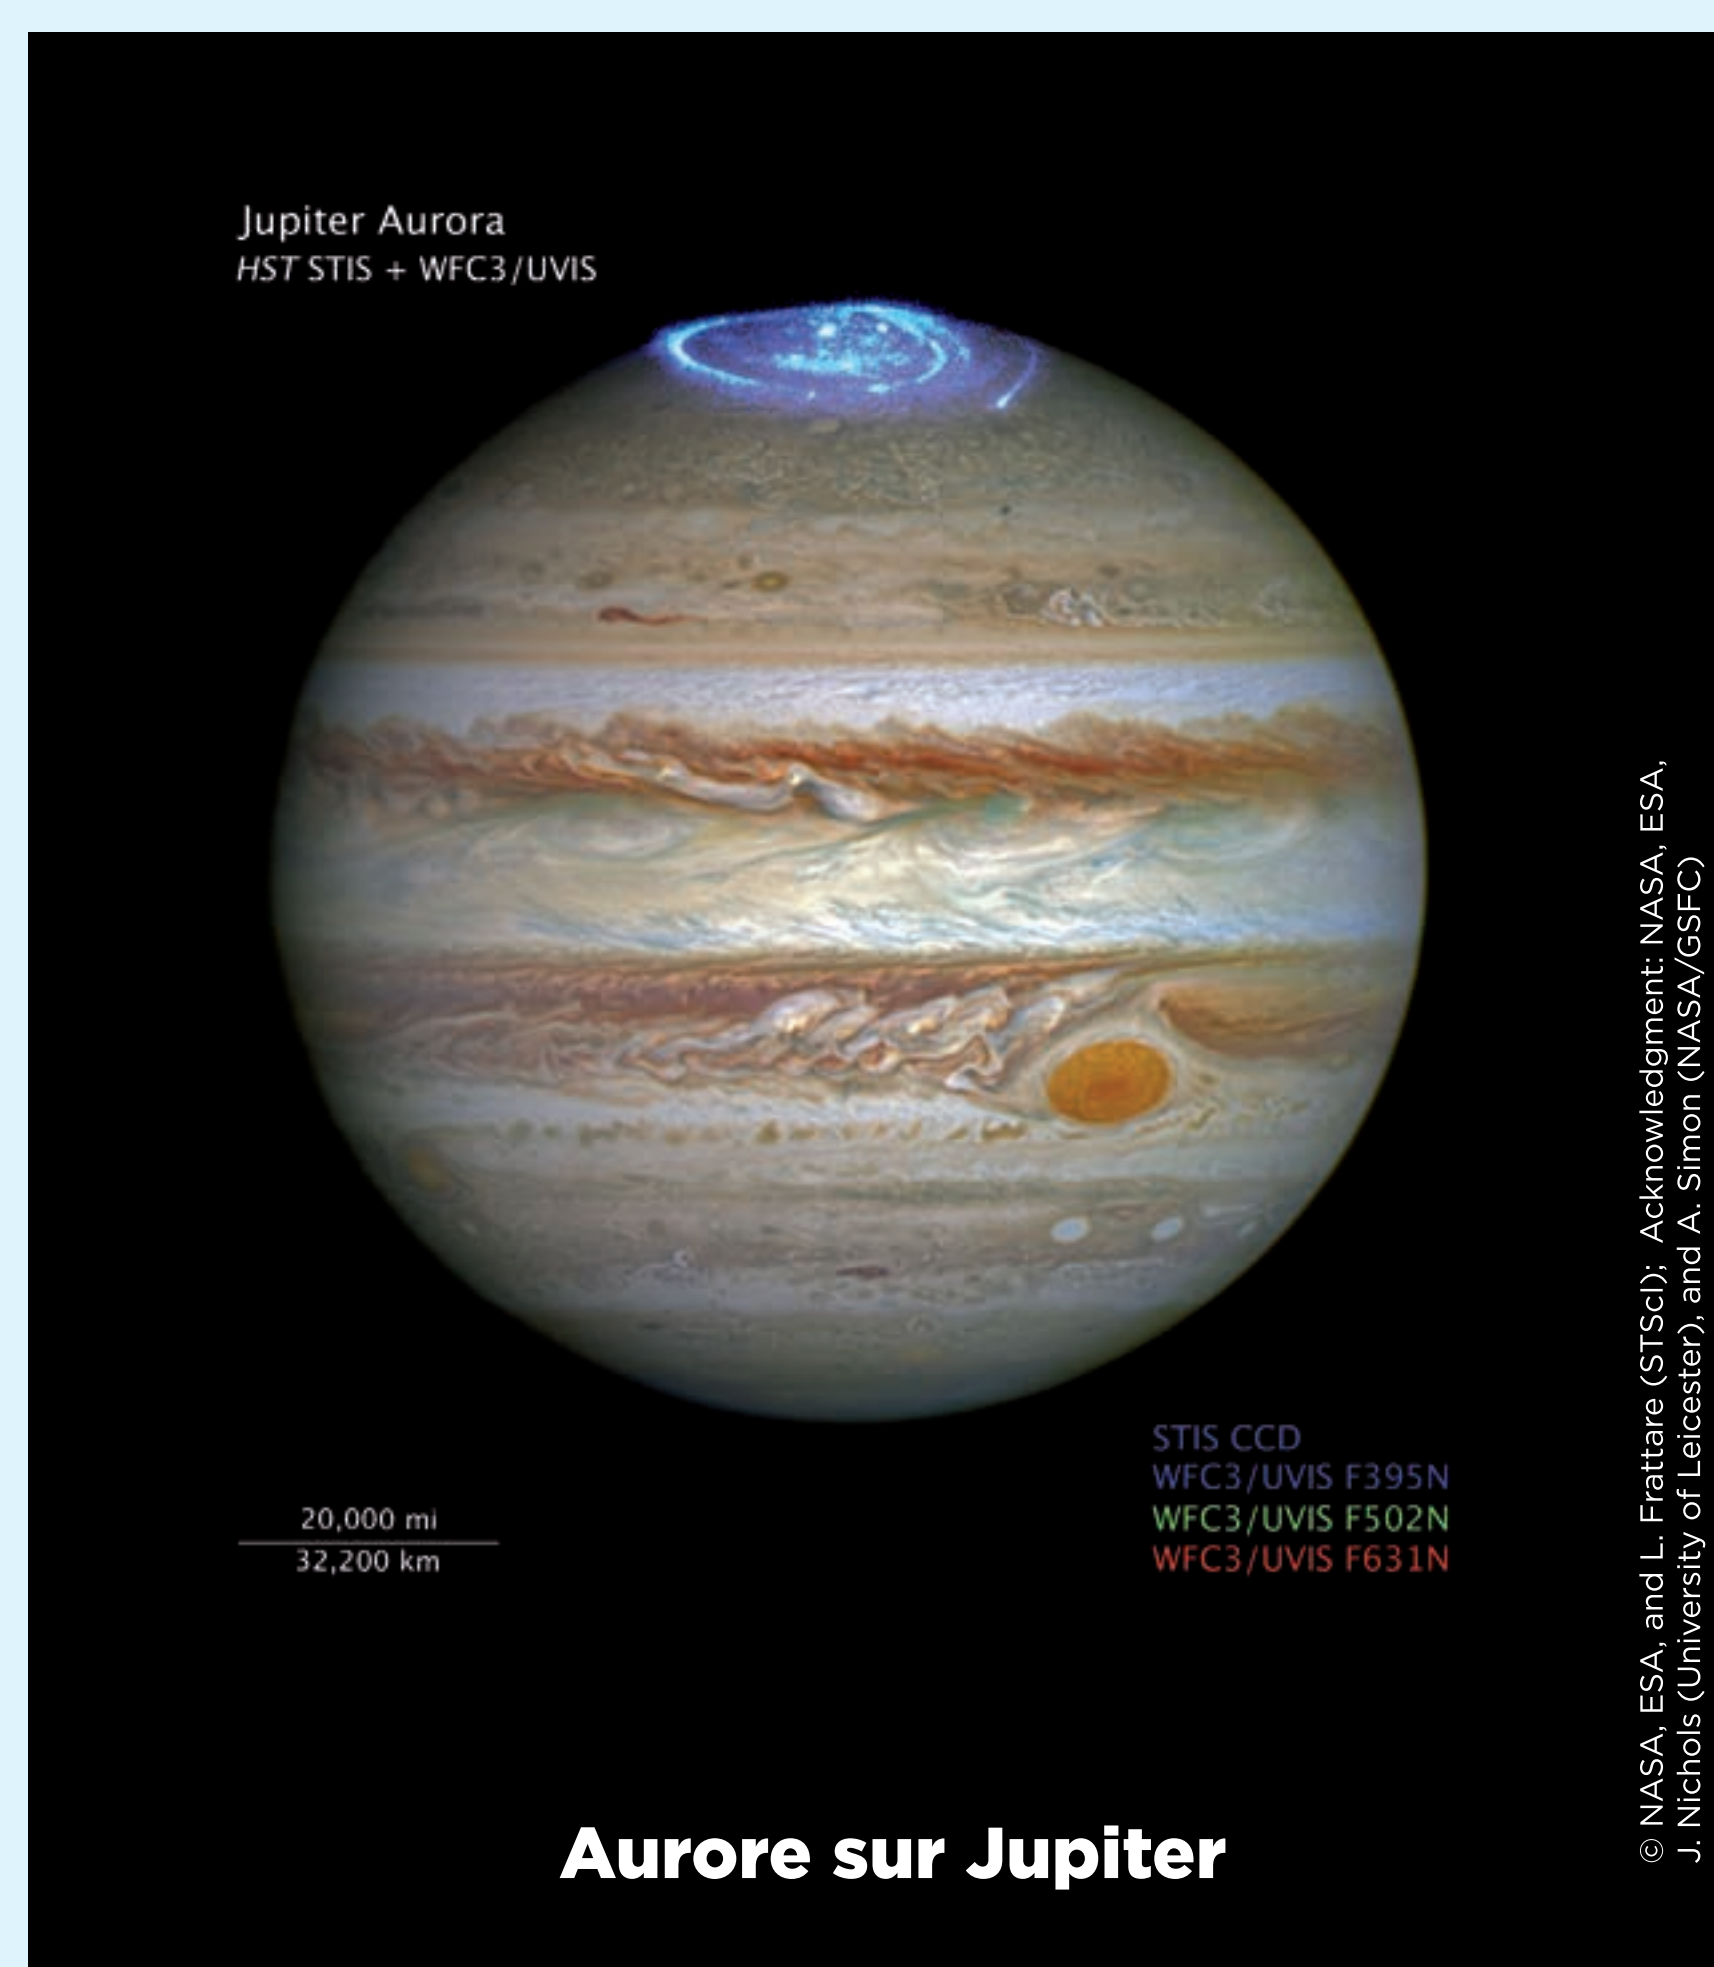 Jupiter Aurora
HST STIS + WFC3/UVIS
STIS CCD
WFC3/UVIS F395N
WFC3/UVIS F502N
WFC3/UVIS F631N
20,000 mi
32,200 km
Aurore sur Jupiter
© NASA, ESA, and L. Frattare (STScI); Acknowledgment: NASA, ESA,
J. Nichols (University of Leicester), and A. Simon (NASA/GSFC)